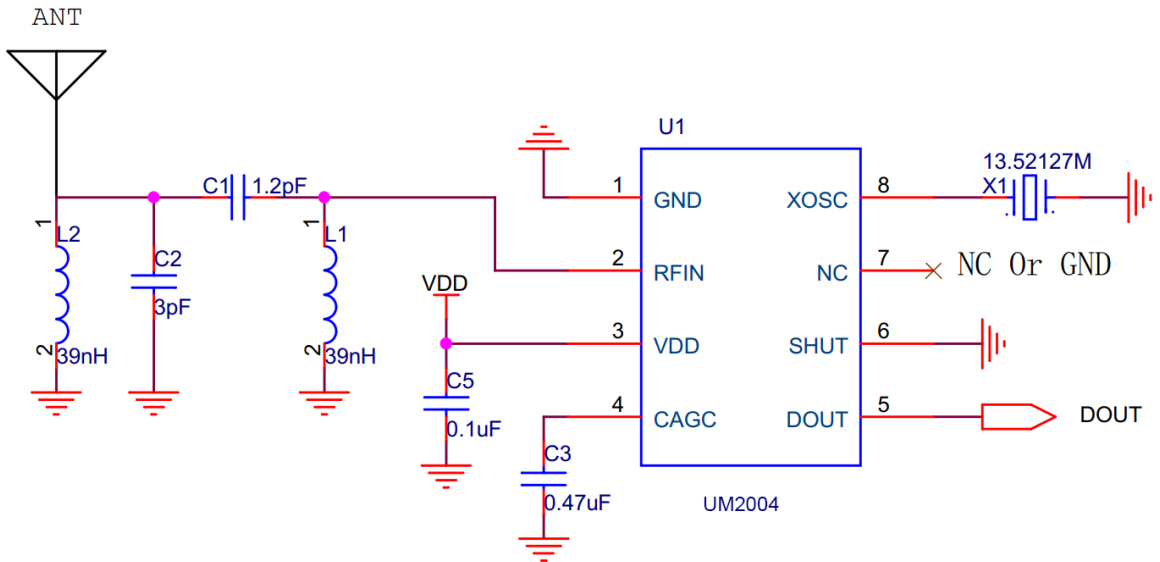 ANT
U1
13.52127M
C1 1.2pF
1 GND
XOSC 8
X1
1
L2
C2
1
L1
2 RFIN
NC 7
NC Or GND
VDD
3pF
2
39nH
2
39nH
3 VDD
SHUT 6
C5
0.1uF
4 CAGC
DOUT 5
DOUT
C3
0.47uF
UM2004